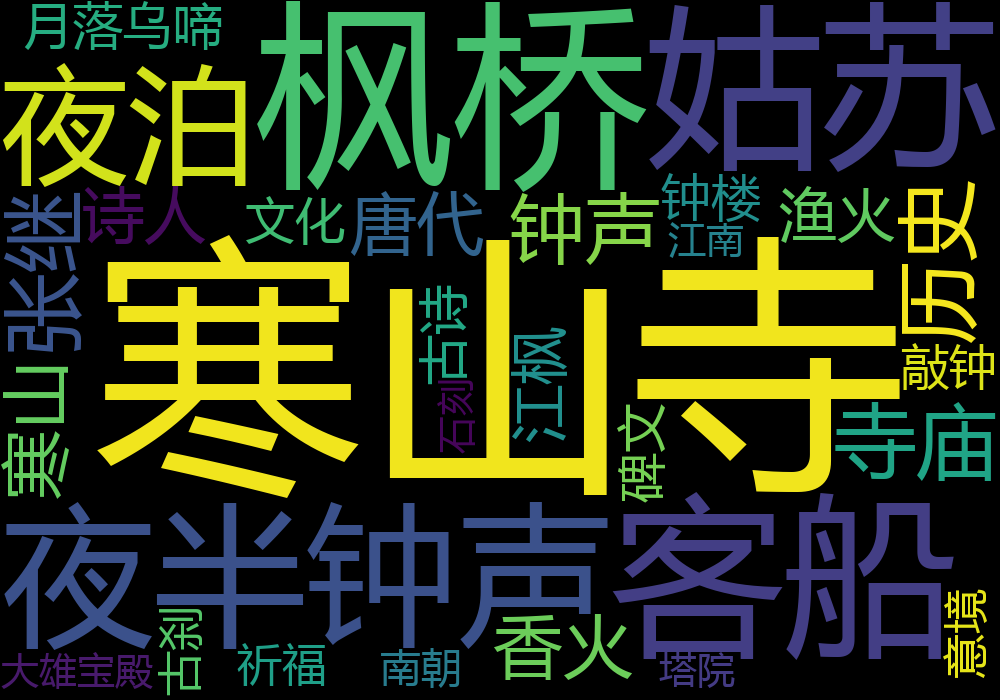 月落乌啼
夜泊
枫桥
姑苏
张继
诗人
文化
唐代
钟声
钟楼
江南
渔火
历史
寒山寺
古诗
石刻
江枫
敲钟
塞山
碑文
寺庙
夜半钟声
客船
大雄宝殿
古刹
祈福
南朝
香火
塔院
意境